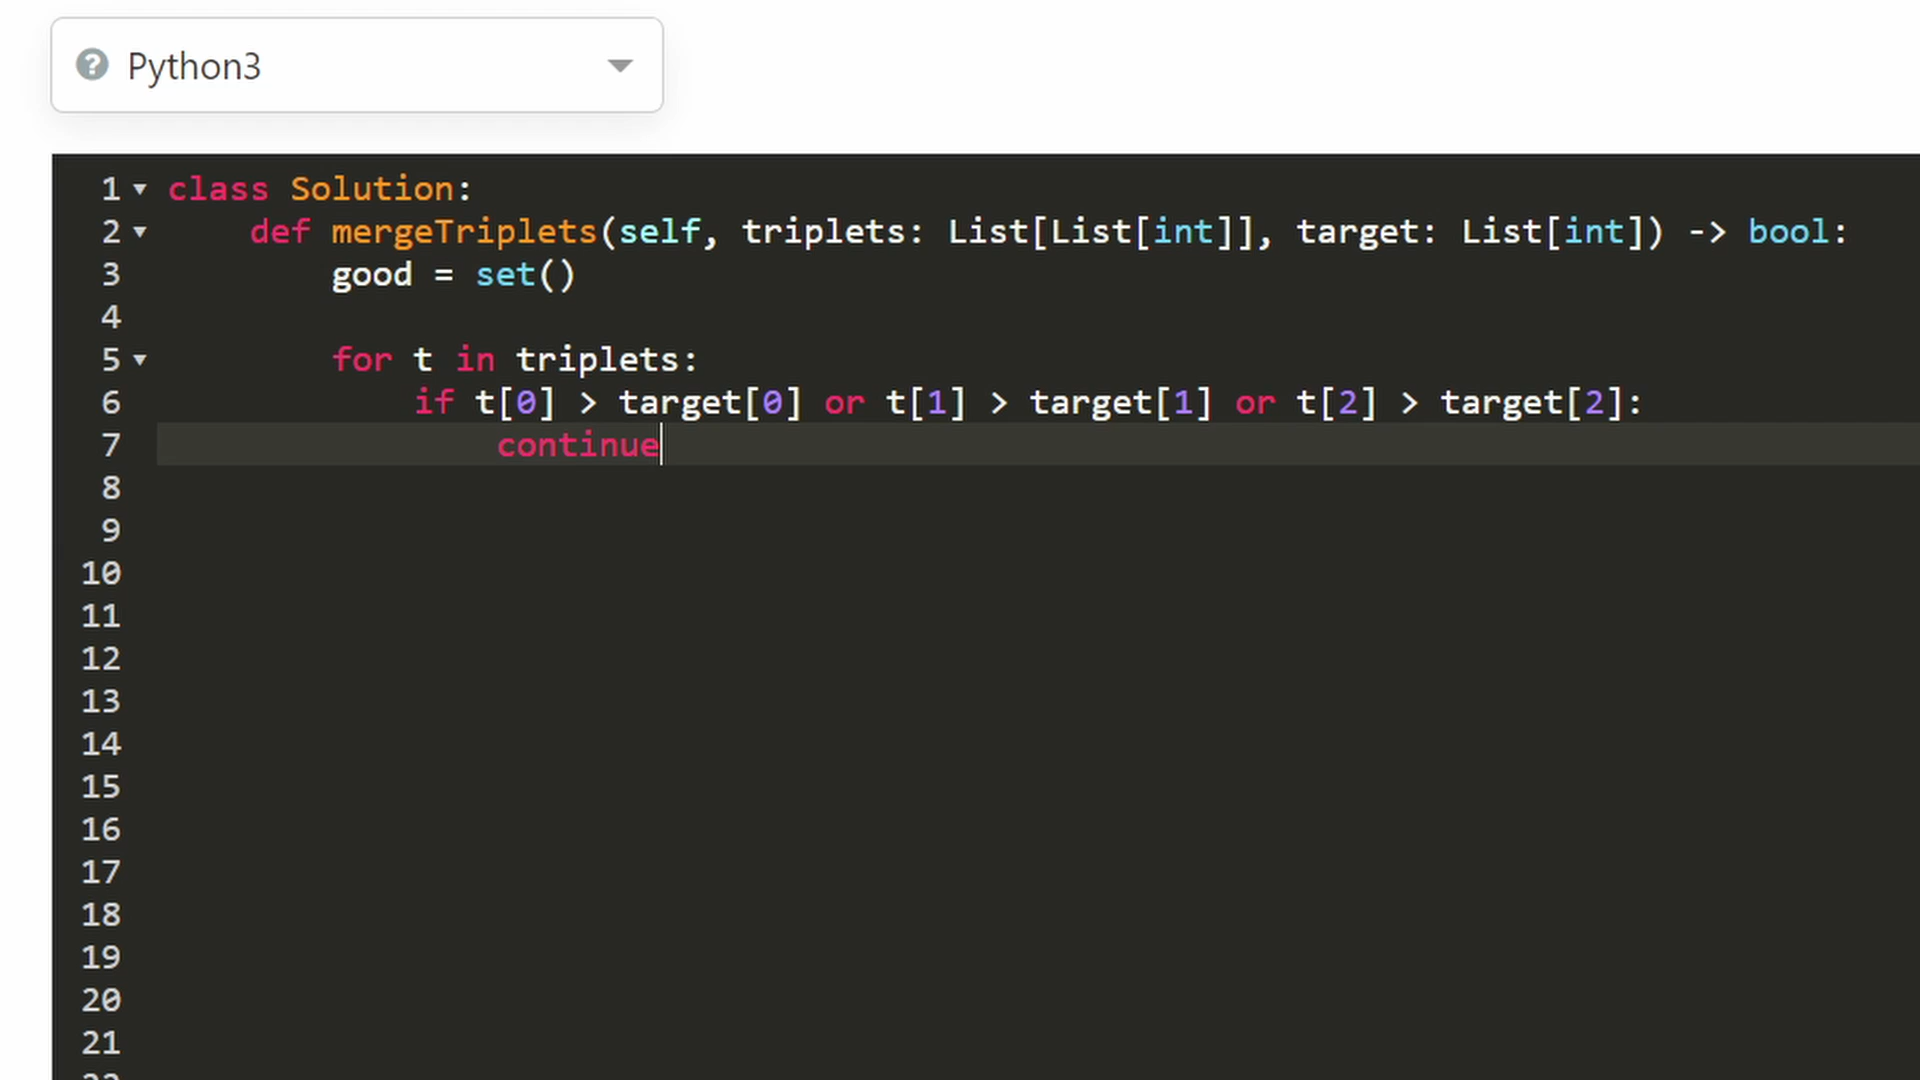 Python3
1 class Solution:
2 def mergeTriplets(self, triplets: List[List[int]], target: List[int]) -> bool:
3 good = set()
4
5 for t in triplets:
6 if t[0] > target[0] or t[1] > target[1] or t[2] > target[2]:
7 continue
8
9
10
11
12
13
14
15
16
17
18
19
20
21